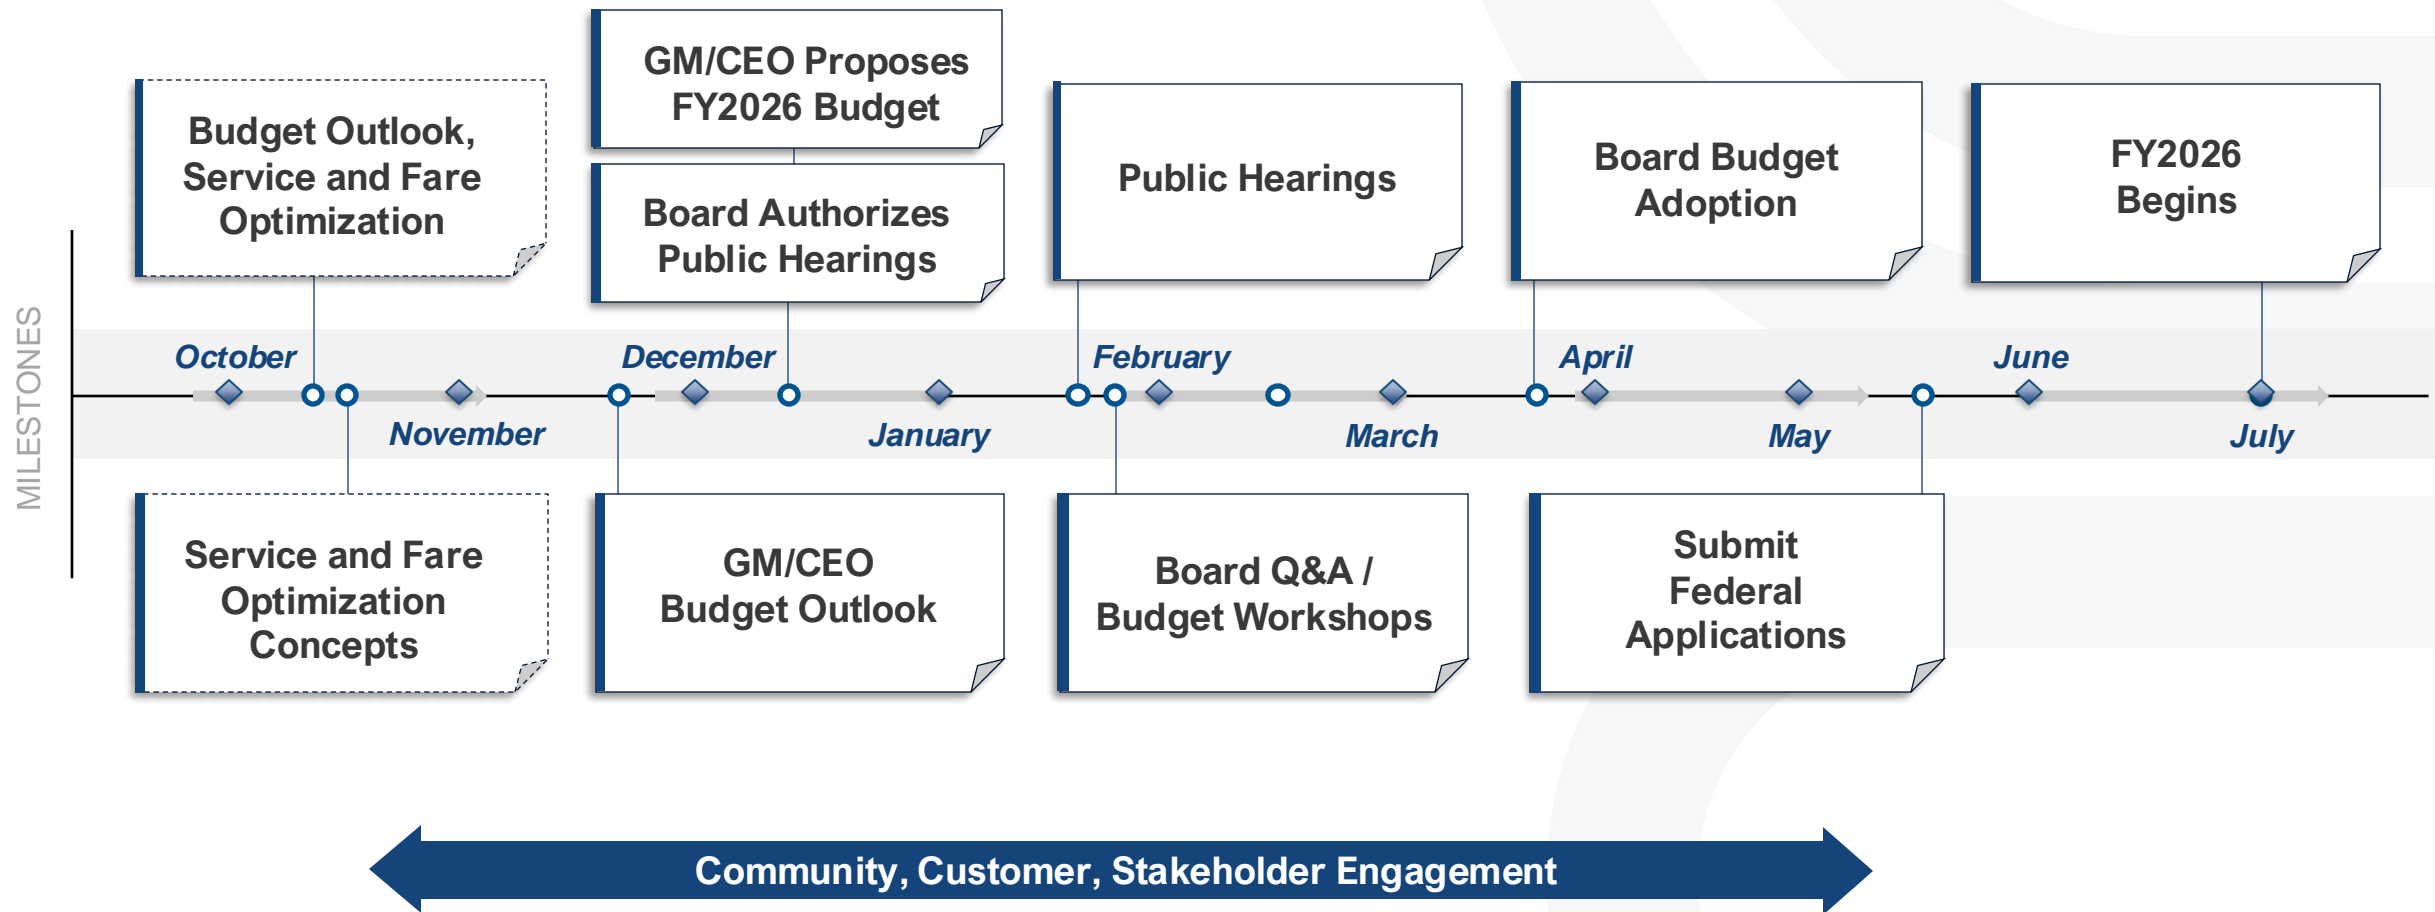 GM/CEO Proposes
FY2026 Budget
Budget Outlook,
Service and Fare
Optimization
Board Authorizes
Public Hearings
Public Hearings
Board Budget
Adoption
FY2026
Begins
MILESTONES
October
November
December
January
February
March
April
May
June
July
Service and Fare
Optimization
Concepts
GM/CEO
Budget Outlook
Board Q&A /
Budget Workshops
Submit
Federal
Applications
Community, Customer, Stakeholder Engagement